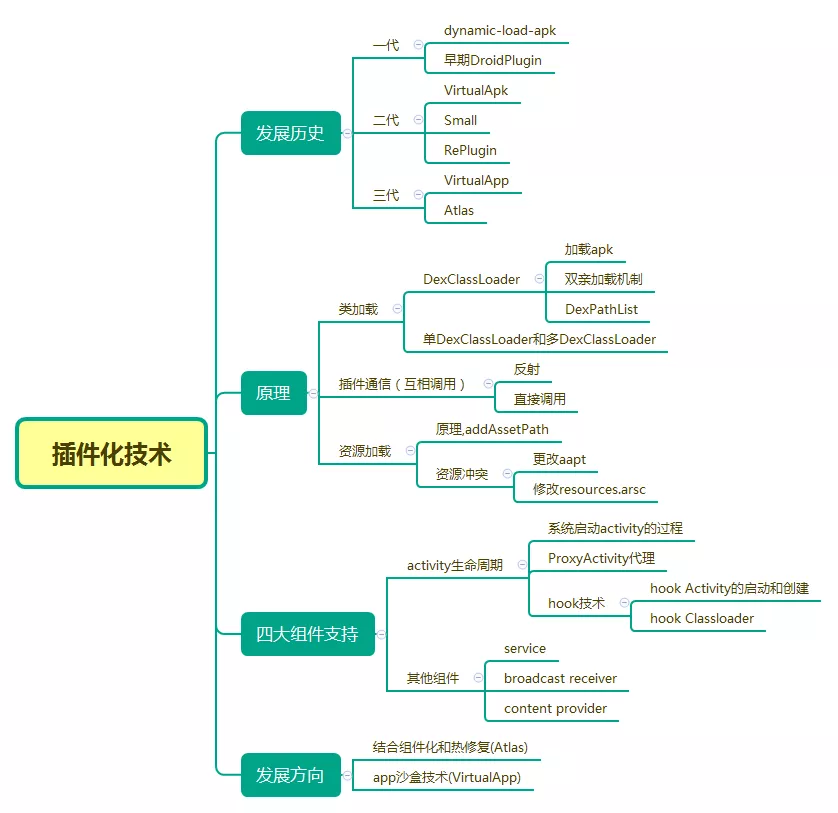 插件化技术
发展历史
一代
dynamic-load-apk
早期DroidPlugin
二代
VirtualApk
Small
RePlugin
三代
VirtualApp
Atlas
原理
类加载
DexClassLoader
加载apk
双亲加载机制
DexPathList
单DexClassLoader和多DexClassLoader
插件通信（互相调用）
反射
直接调用
资源加载
原理,addAssetPath
资源冲突
更改aapt
修改resources.arsc
四大组件支持
activity生命周期
系统启动activity的过程
ProxyActivity代理
hook技术
hook Activity的启动和创建
hook Classloader
其他组件
service
broadcast receiver
content provider
发展方向
结合组件化和热修复(Atlas)
app沙盒技术(VirtualApp)